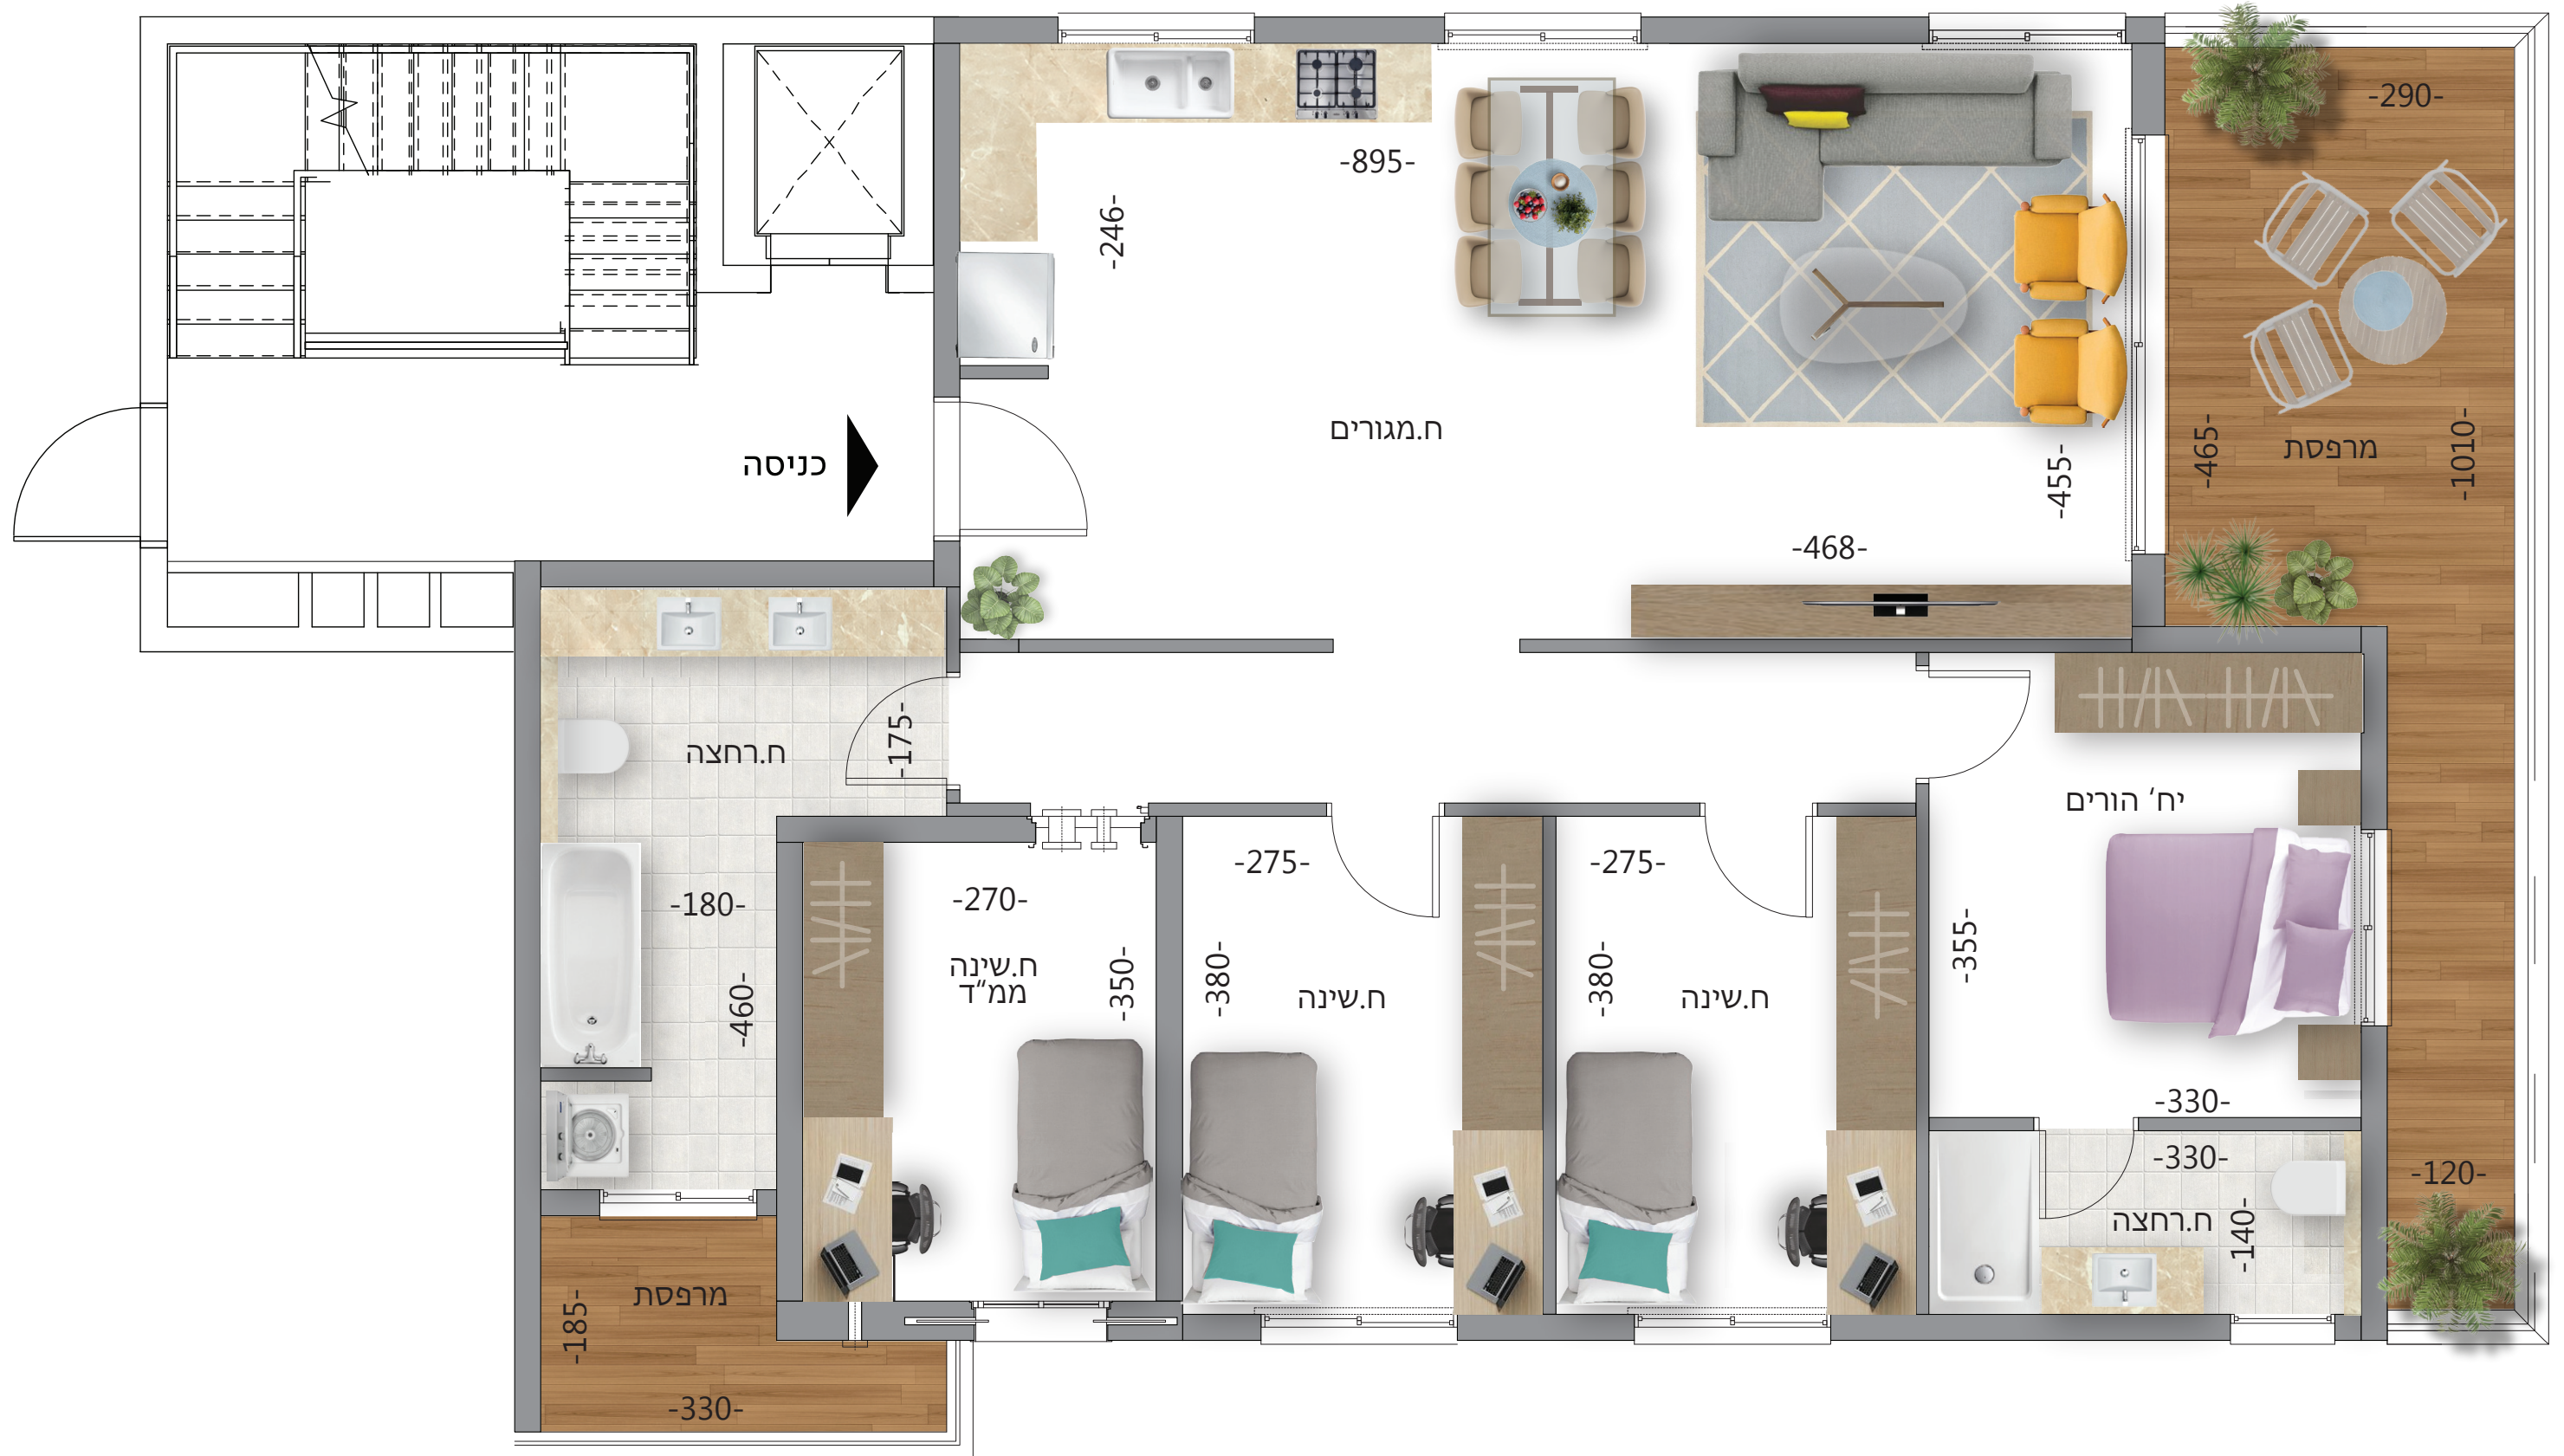 -290-
-895-
-246-
ח.מגורים
כניסה
-455-
-465-
מרפסת
-1010-
-468-
ח.רחצה
-175-
יח' הורים
-180-
-460-
-270-
ח.שינה
ממ"ד
-350-
-275-
-380-
ח.שינה
-275-
-380-
ח.שינה
-355-
-330-
-330-
ח.רחצה
-140-
-120-
מרפסת
-185-
-330-